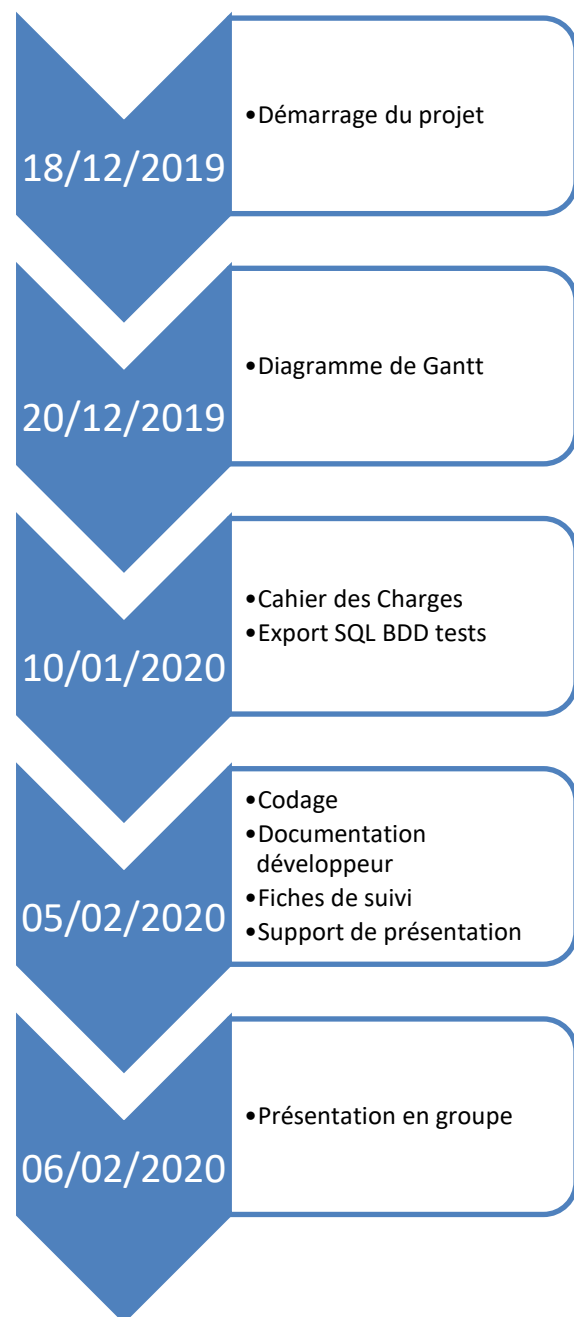 18/12/2019
•Démarrage du projet
20/12/2019
•Diagramme de Gantt
10/01/2020
•Cahier des Charges
•Export SQL BDD tests
05/02/2020
•Codage
•Documentation
développeur
•Fiches de suivi
•Support de présentation
06/02/2020
•Présentation en groupe